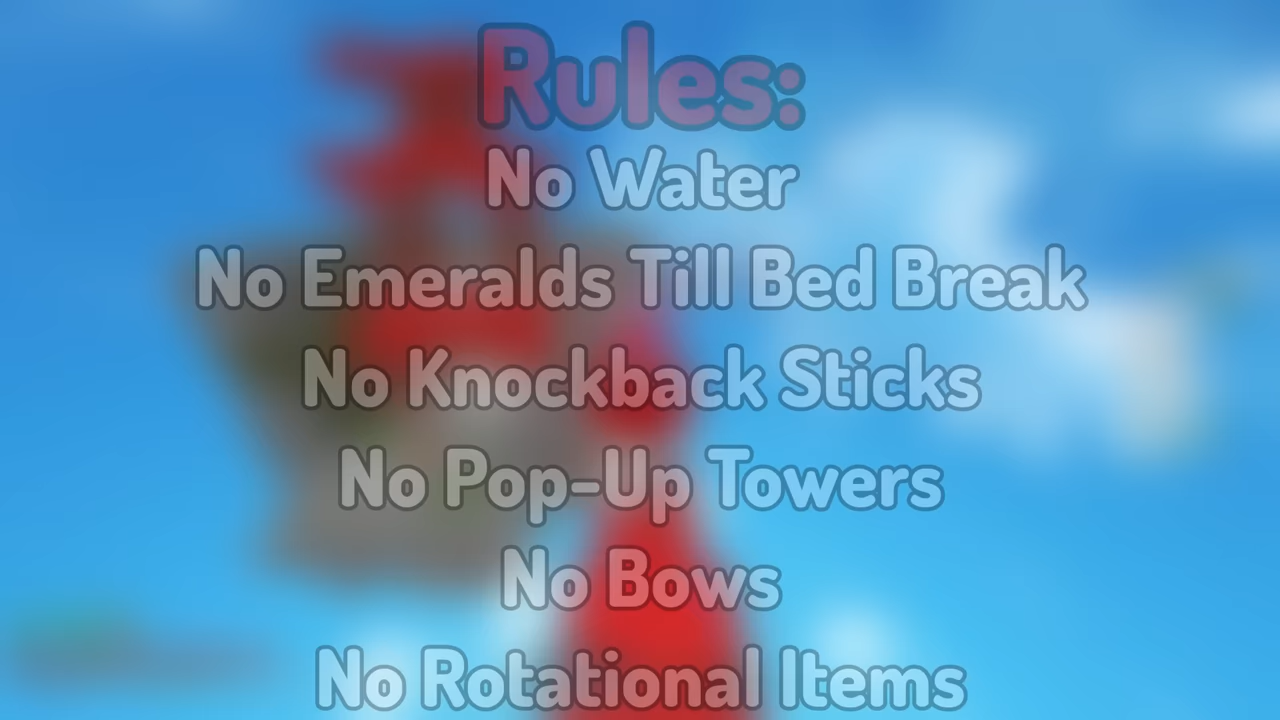 Rules:
No Water
No Emeralds Till Bed Break
No Knockback Sticks
No Pop-Up Towers
No Bows
No Rotational Items